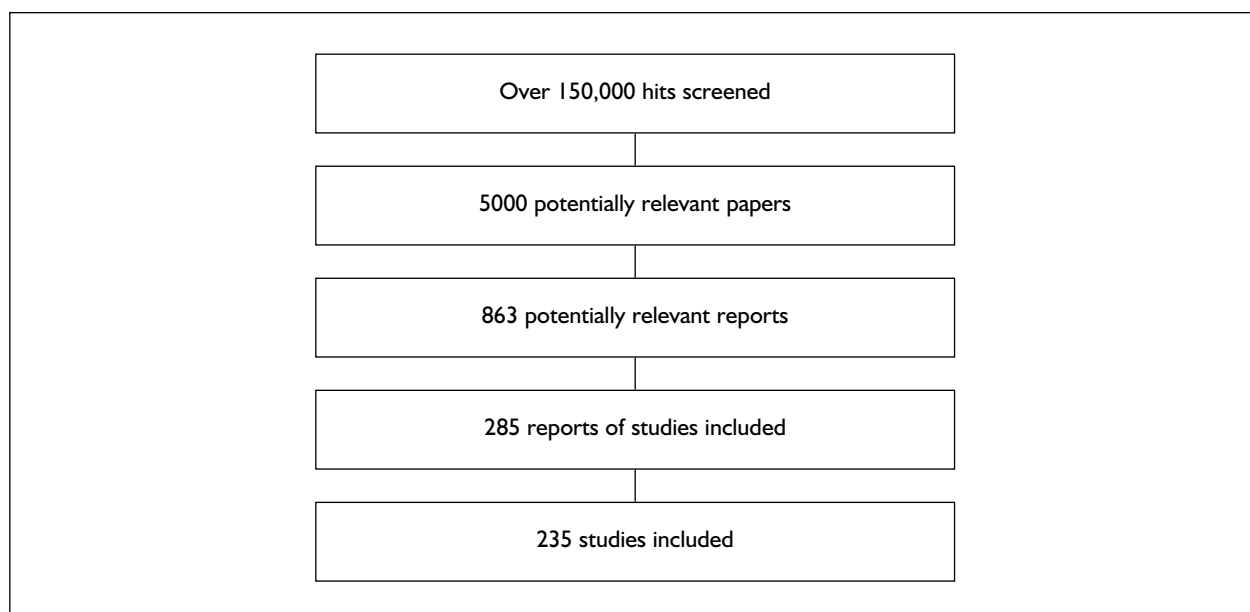 Over 150,000 hits screened
5000 potentially relevant papers
863 potentially relevant reports
285 reports of studies included
235 studies included